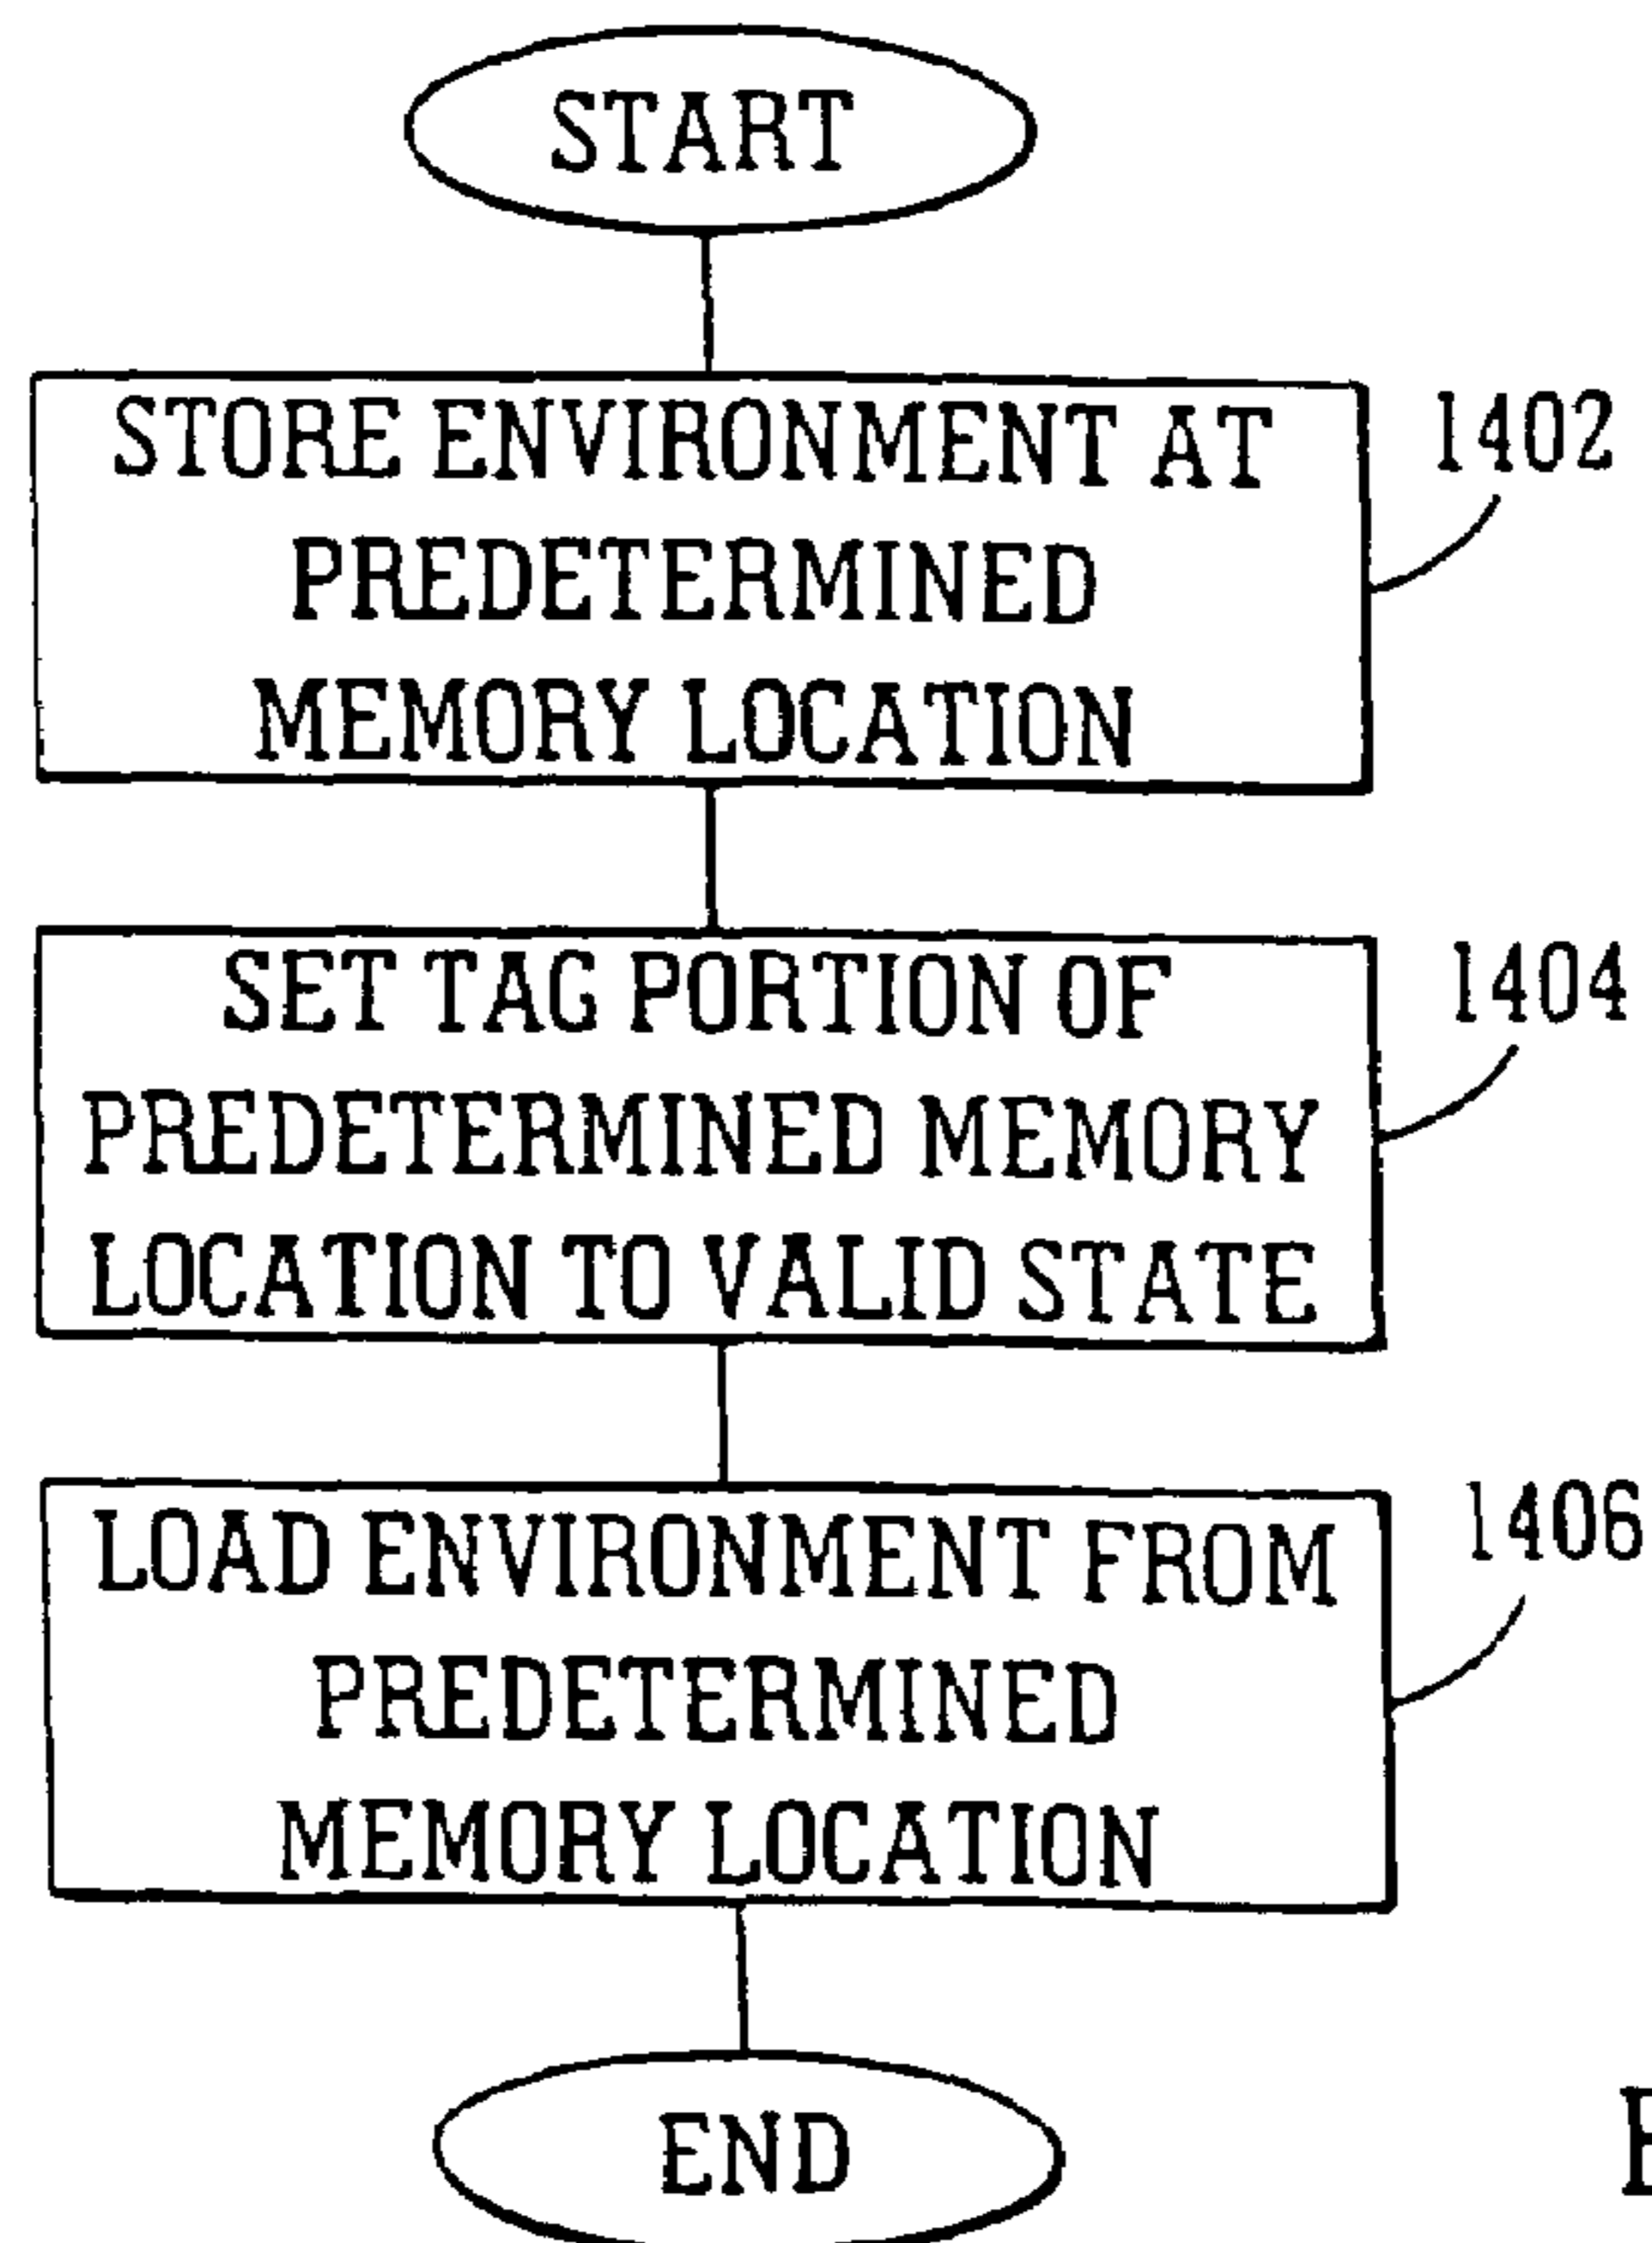 START
STORE ENVIRONMENT AT
PREDETERMINED
MEMORY LOCATION
1402
SET TAG PORTION OF
PREDETERMINED MEMORY
LOCATION TO VALID STATE
1404
LOAD ENVIRONMENT FROM
PREDETERMINED
MEMORY LOCATION
1406
END